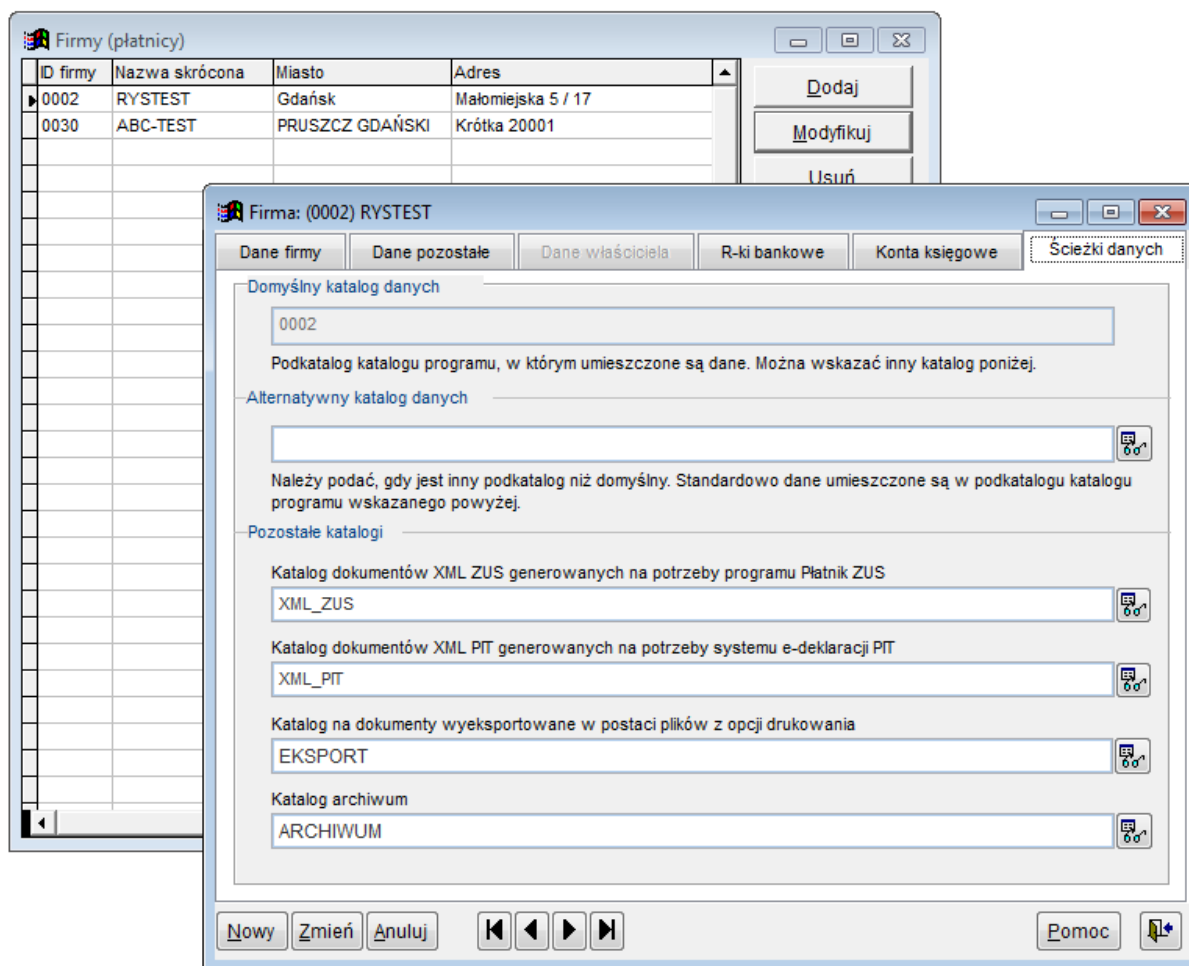 Firmy (płatnicy)
ID firmy Nazwa skrócona Miasto Adres
0002 RYSTEST Gdańsk Małomiejska 5 / 17
0030 ABC-TEST PRUSZCZ GDAŃSKI Krótka 20001
Dodaj
Modyfikuj
Usuń
Firma: (0002) RYSTEST
Dane firmy Dane pozostałe Dane właściciela R-ki bankowe Konta księgowe Ścieżki danych
Domyślny katalog danych
0002
Podkatalog katalogu programu, w którym umieszczone są dane. Można wskazać inny katalog poniżej.
Alternatywny katalog danych
Należy podać, gdy jest inny podkatalog niż domyślny. Standardowo dane umieszczone są w podkatalogu katalogu
programu wskazanego powyżej.
Pozostałe katalogi
Katalog dokumentów XML ZUS generowanych na potrzeby programu Płatnik ZUS
XML_ZUS
Katalog dokumentów XML PIT generowanych na potrzeby systemu e-deklaracji PIT
XML_PIT
Katalog na dokumenty wyeksportowane w postaci plików z opcji drukowania
EKSPORT
Katalog archiwum
ARCHIWUM
Nowy Zmień Anuluj Pomoc